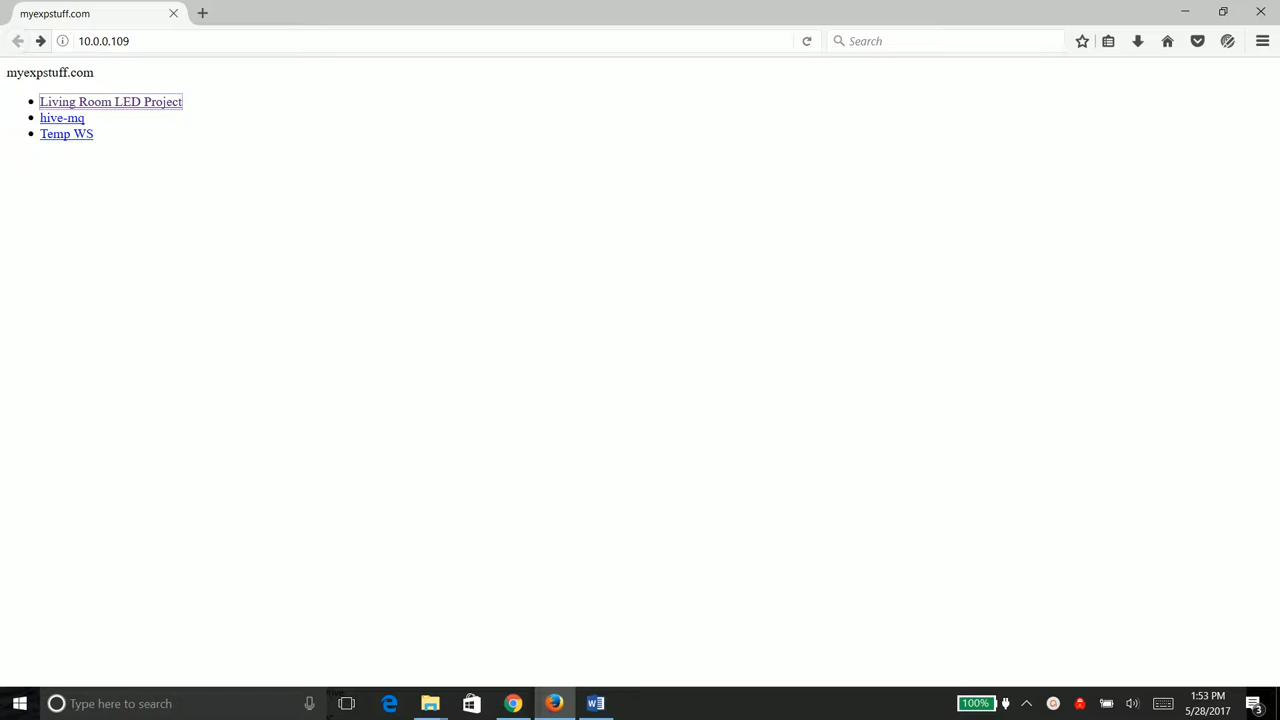 myexpstuff.com
10.0.0.109
Search
myexpstuff.com
Living Room LED Project
hive-mq
Temp WS
Type here to search
100%
1:53 PM
5/28/2017
3